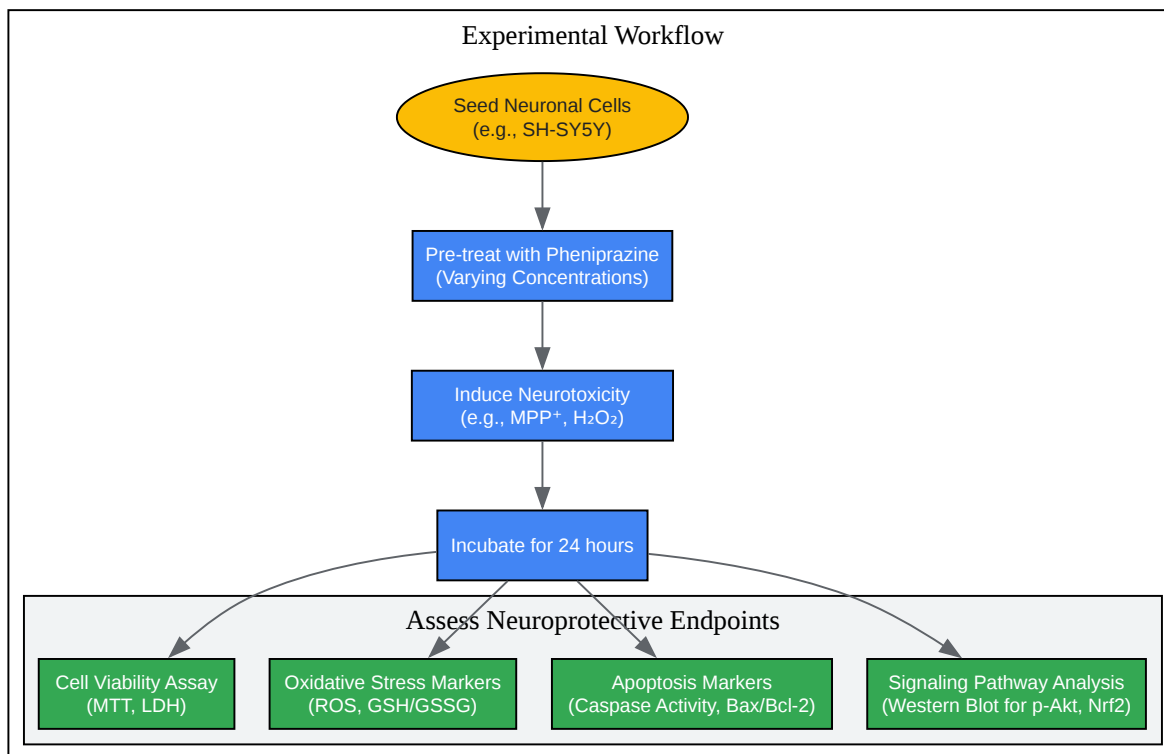 Experimental Workflow
Seed Neuronal Cells
(e.g., SH-SY5Y)
Pre-treat with Pheniprazine
(Varying Concentrations)
Induce Neurotoxicity
(e.g., MPP⁺, H₂O₂)
Incubate for 24 hours
Assess Neuroprotective Endpoints
Cell Viability Assay
(MTT, LDH)
Oxidative Stress Markers
(ROS, GSH/GSSG)
Apoptosis Markers
(Caspase Activity, Bax/Bcl-2)
Signaling Pathway Analysis
(Western Blot for p-Akt, Nrf2)